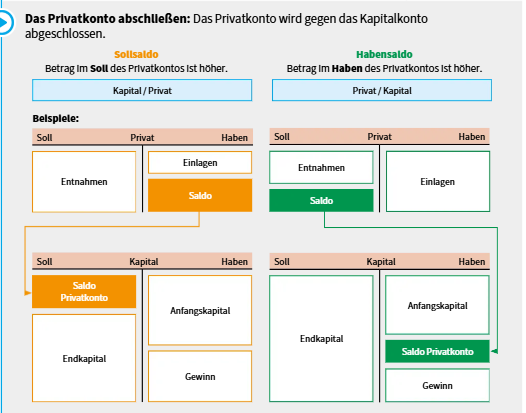 Das Privatkonto abschließen: Das Privatkonto wird gegen das Kapitalkonto
abgeschlossen.
Sollsaldo
Betrag im Soll des Privatkontos ist höher.
Kapital / Privat
Habensaldo
Betrag im Haben des Privatkontos ist höher.
Privat / Kapital
Beispiele:
Soll Privat Haben
Entnahmen
Einlagen
Saldo
Soll Privat Haben
Entnahmen
Saldo
Einlagen
Soll Kapital Haben
Saldo
Privatkonto
Endkapital
Anfangskapital
Gewinn
Soll Kapital Haben
Endkapital
Anfangskapital
Saldo Privatkonto
Gewinn